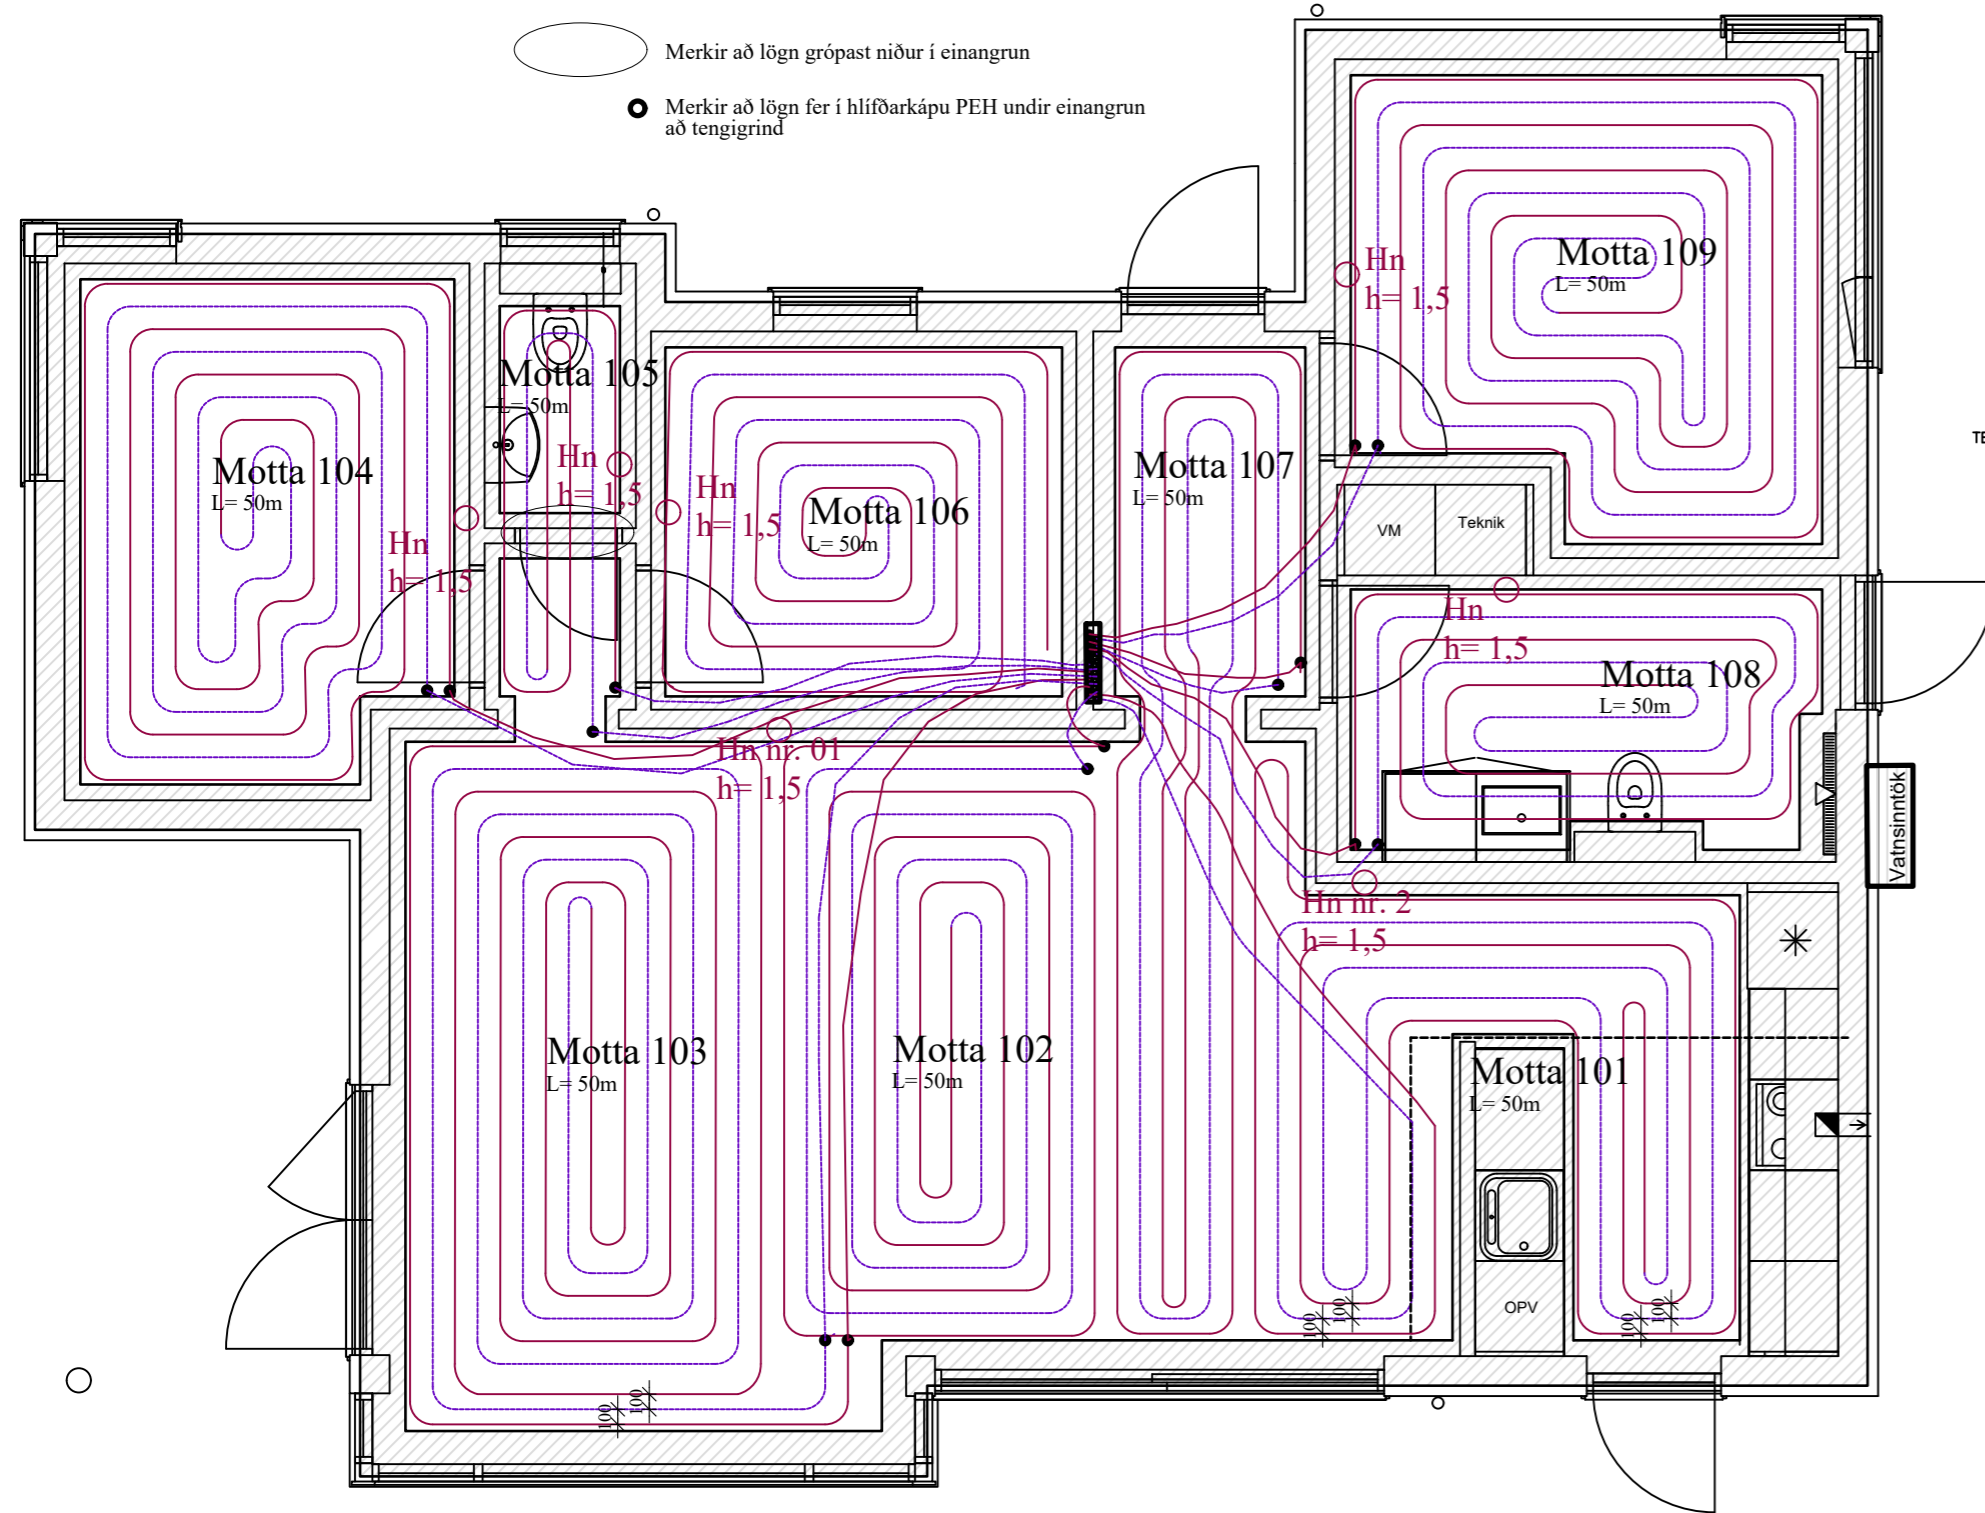 Merkir að lögn grópast niður í einangrun
Merkir að lögn fer í hlífðarkápu PEH undir einangrun
að tengigrind
Motta 109
L= 50m
Hn
h= 1,5
Motta 105
L= 50m
Hn
h= 1,5
Motta 104
L= 50m
Hn
h= 1,5
Hn
h= 1,5
Motta 106
L= 50m
Motta 107
L= 50m
VM
Teknik
TE
Hn
h= 1,5
Motta 108
L= 50m
Hn nr. 01
h= 1,5
Vatnsinntök
Hn nr. 2
h= 1,5
Motta 103
L= 50m
Motta 102
L= 50m
Motta 101
L= 50m
OPV
100
100
100
100
100
100